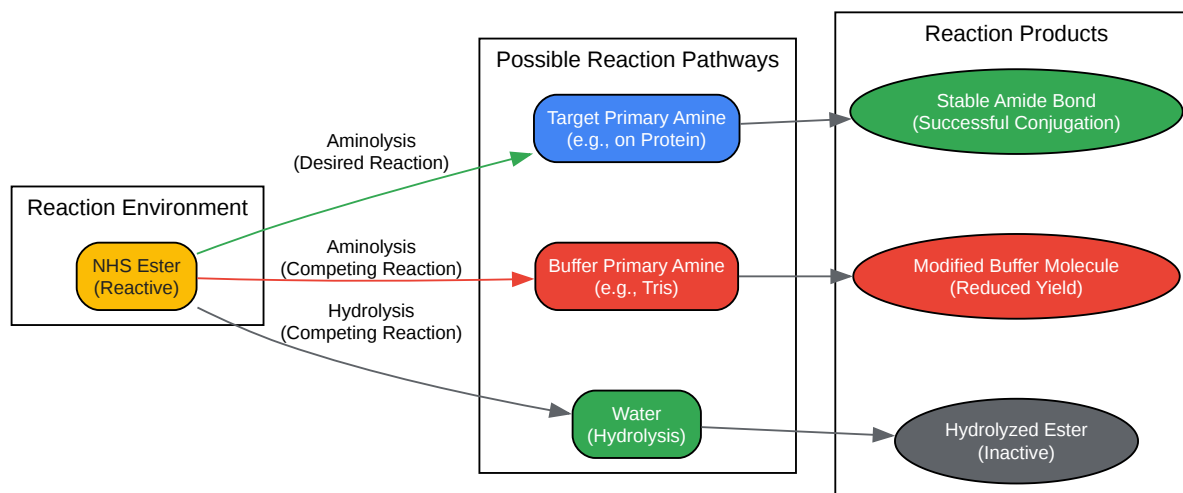 Reaction Environment
NHS Ester
(Reactive)
Aminolysis
(Desired Reaction)
Aminolysis
(Competing Reaction)
Hydrolysis
(Competing Reaction)
Possible Reaction Pathways
Target Primary Amine
(e.g., on Protein)
Buffer Primary Amine
(e.g., Tris)
Water
(Hydrolysis)
Reaction Products
Stable Amide Bond
(Successful Conjugation)
Modified Buffer Molecule
(Reduced Yield)
Hydrolyzed Ester
(Inactive)